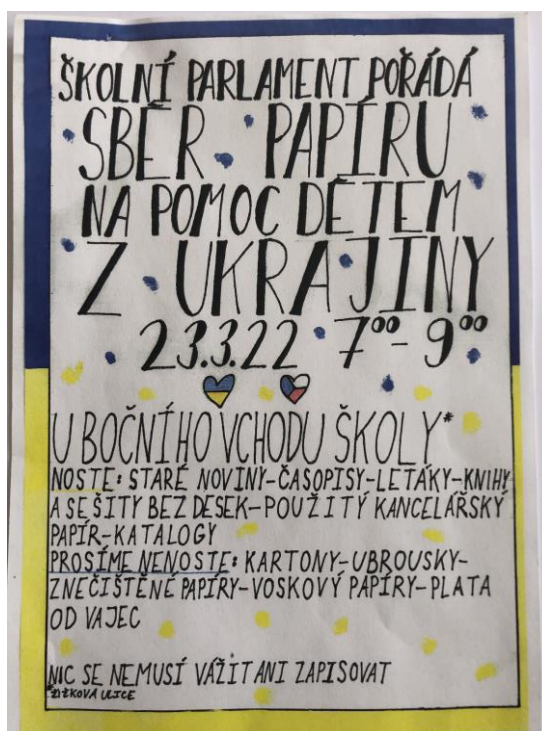 ŠKOLNÍ PARLAMENT POŘÁDÁ
SBĚR PAPÍRU
NA POMOC DĚTEM
Z UKRAJINY
23.3.22 7⁰⁰- 9⁰⁰
U BOČNÍHO VCHODU ŠKOLY*
NOSTE: STARÉ NOVINY-ČASOPISY-LETÁKY-KNIHY
A SEŠITY BEZ DESEK-POUŽITÝ KANCELÁŘSKÝ
PAPÍR-KATALOGY
PROSÍME NENOSTE: KARTONY-UBROUSKY-
ZNEČIŠTĚNÉ PAPÍRY-VOSKOVÝ PAPÍRY-PLATA
OD VAJEC
NIC SE NEMUSÍ VÁŽIT ANI ZAPISOVAT
*ŽIŽKOVA ULICE